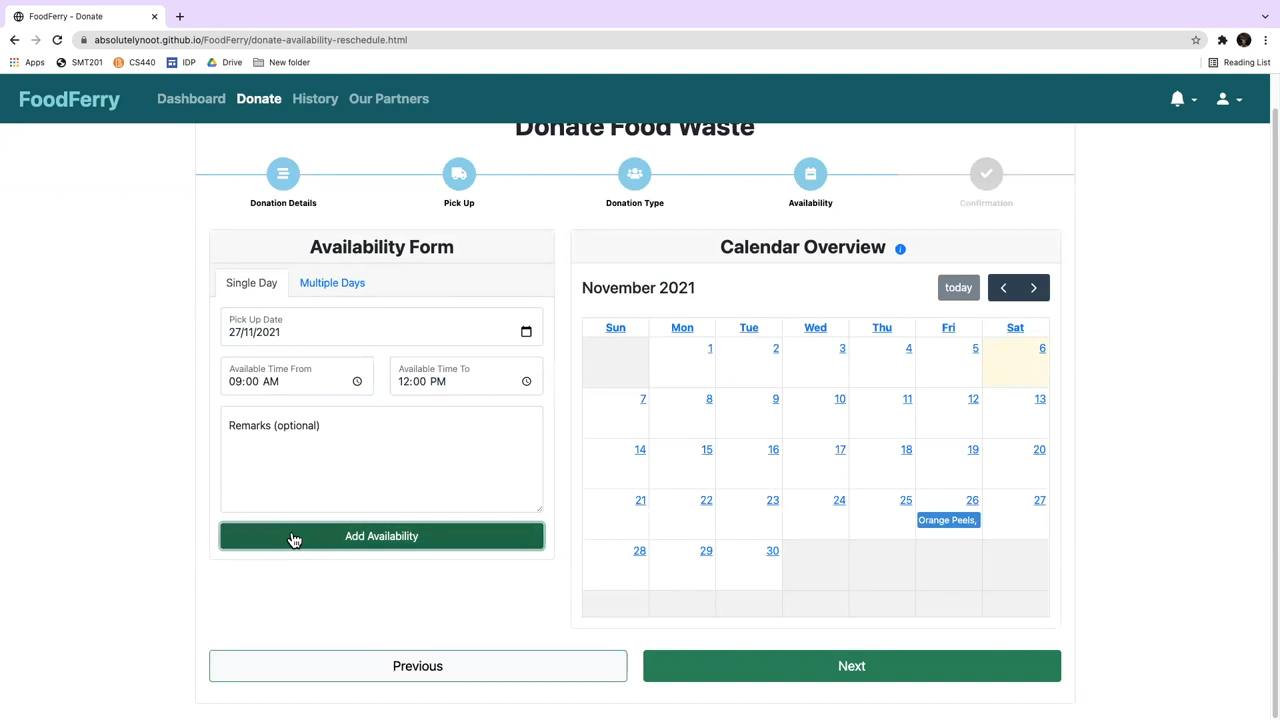 FoodFerry - Donate
absolutelynoot.github.io/FoodFerry/donate-availability-reschedule.html
Apps SMT201 CS440 IDP Drive New folder Reading List
FoodFerry Dashboard Donate History Our Partners
Donate Food Waste
Donation Details Pick Up Donation Type Availability Confirmation
Availability Form
Single Day Multiple Days
Pick Up Date
27/11/2021
Available Time From Available Time To
09:00 AM 12:00 PM
Remarks (optional)
Add Availability
Calendar Overview
November 2021 today
Sun Mon Tue Wed Thu Fri Sat
1 2 3 4 5 6
7 8 9 10 11 12 13
14 15 16 17 18 19 20
21 22 23 24 25 26 27
Orange Peels,
28 29 30
Previous Next